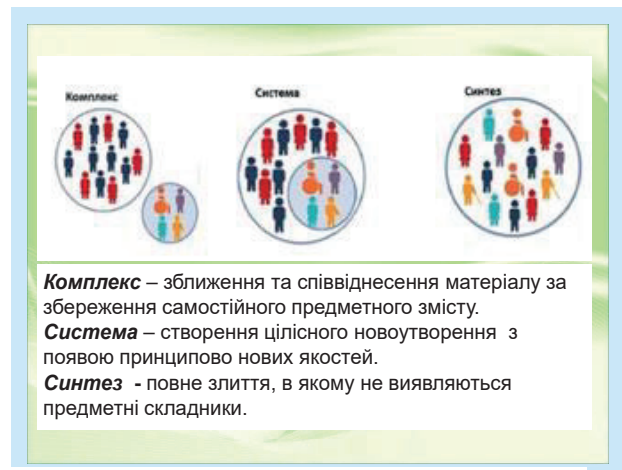 Комплекс
Система
Синтез
Комплекс – зближення та співвіднесення матеріалу за
збереження самостійного предметного змісту.
Система – створення цілісного новоутворення з
появою принципово нових якостей.
Синтез - повне злиття, в якому не виявляються
предметні складники.